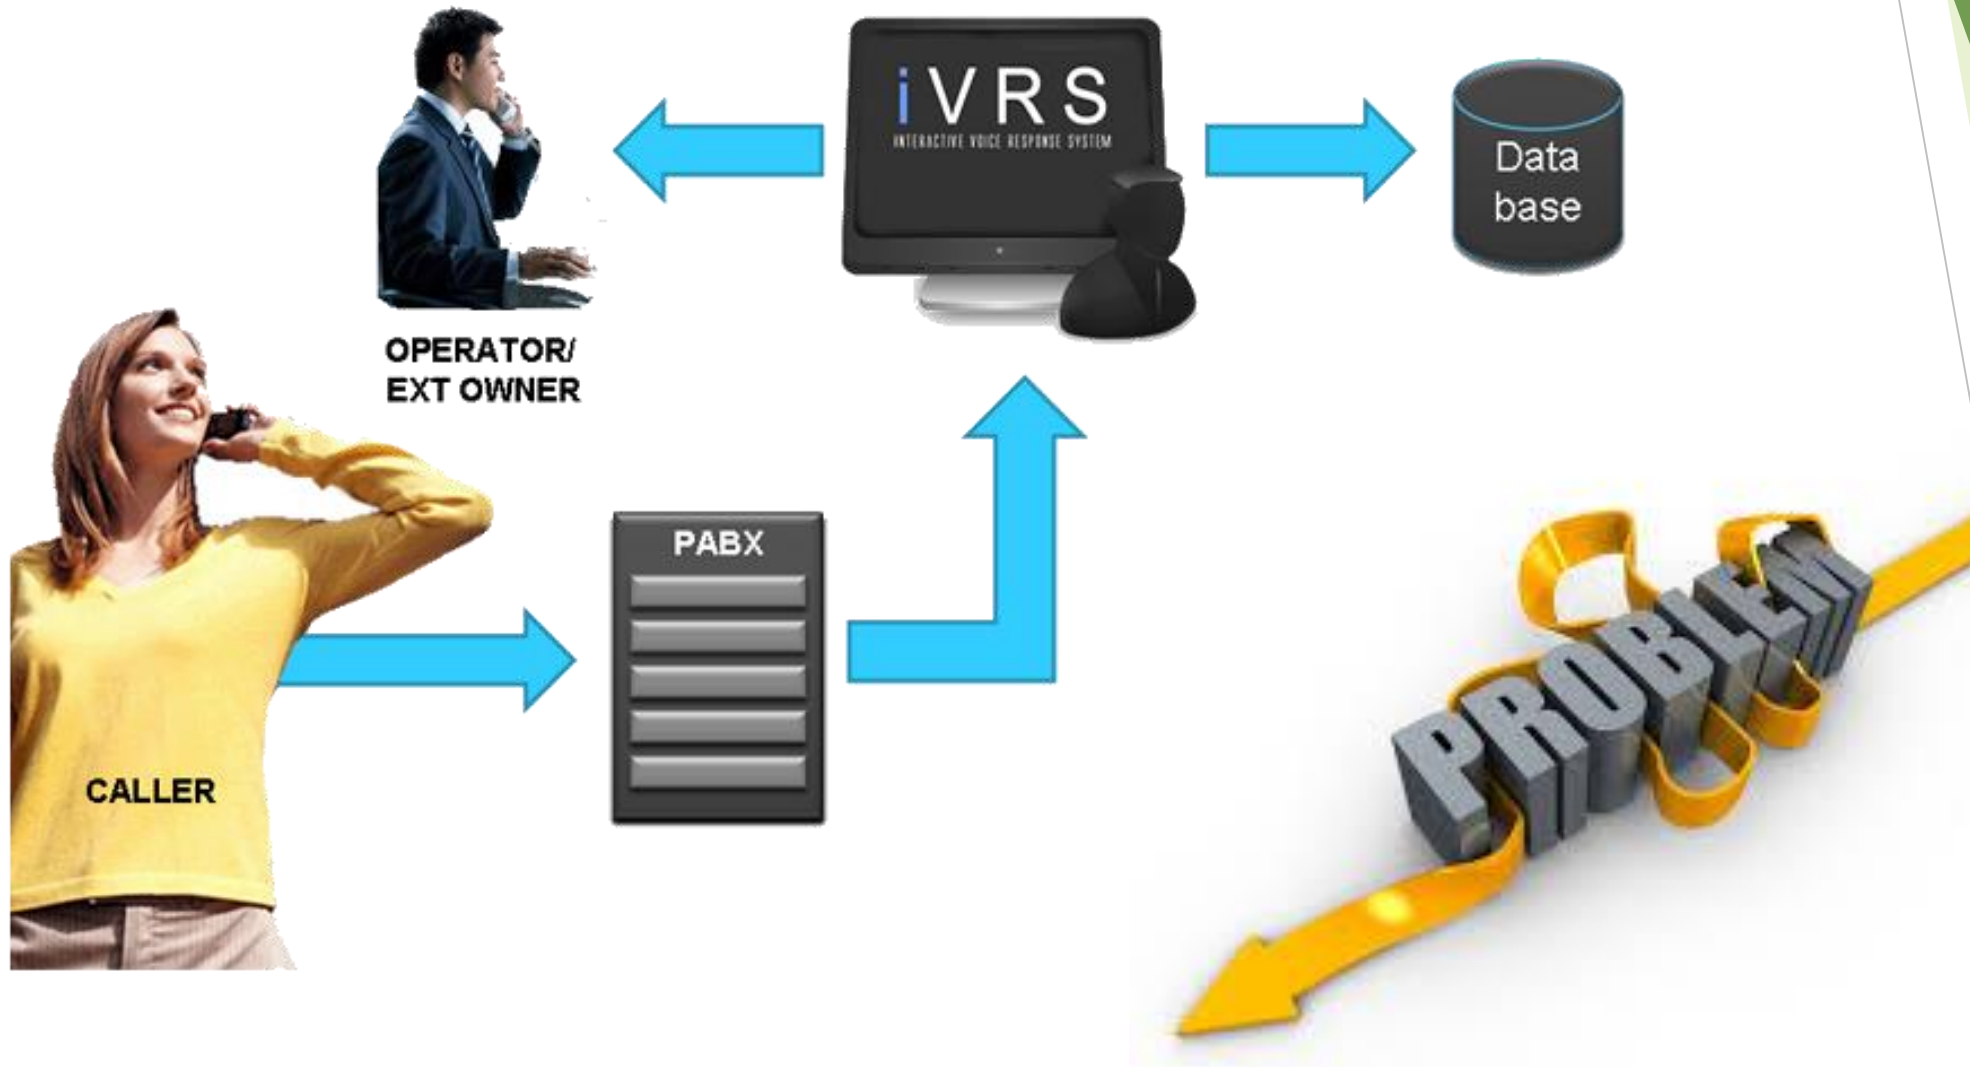 iVRS
INTERACTIVE VOICE RESPONSE SYSTEM
Data
base
OPERATOR/
EXT OWNER
PABX
CALLER
PROBLEM